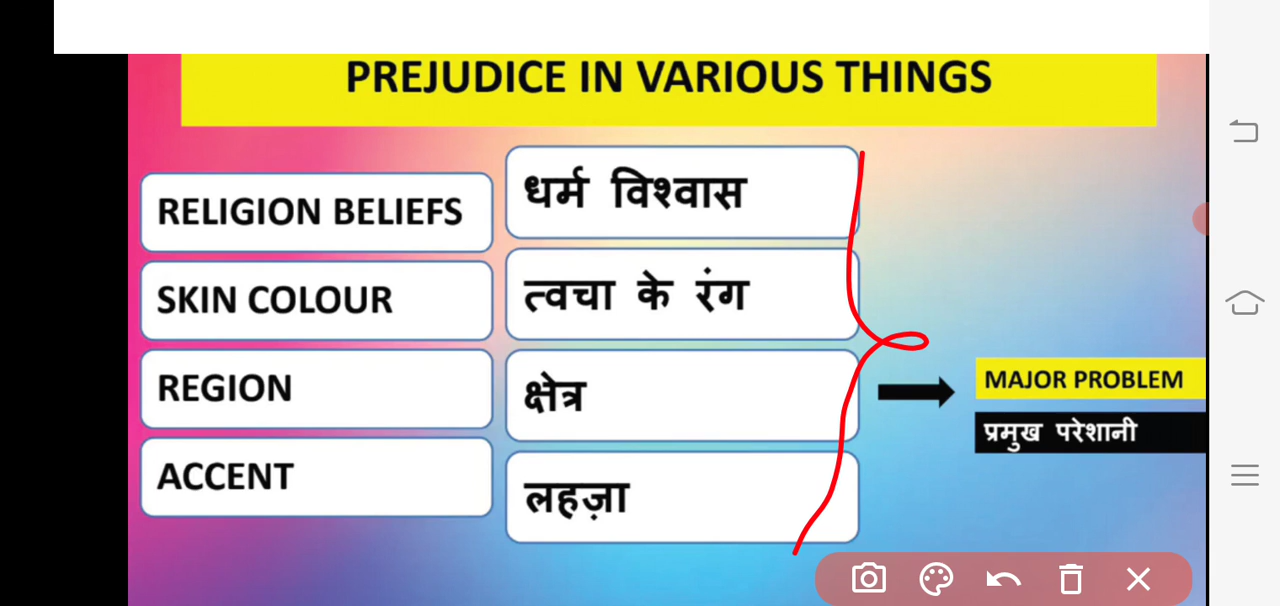 PREJUDICE IN VARIOUS THINGS
RELIGION BELIEFS
धर्म विश्वास
SKIN COLOUR
त्वचा के रंग
REGION
क्षेत्र
ACCENT
लहज़ा
MAJOR PROBLEM
प्रमुख परेशानी